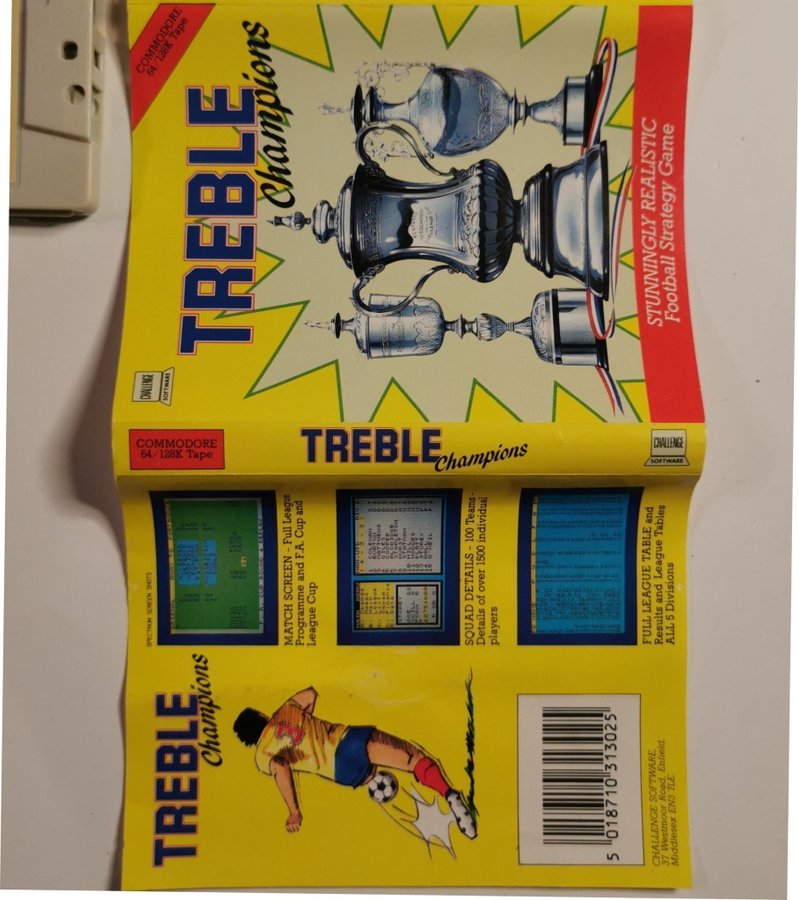 COMMODORE
64/128K Tape
TREBLE
Champions
STUNNINGLY REALISTIC
Football Strategy Game
CHALLENGE
SOFTWARE
COMMODORE
64/128K Tape
TREBLE
Champions
CHALLENGE
SOFTWARE
SPECTRUM SCREEN SHOTS
MATCH SCREEN - Full League
Programme and F.A. Cup and
League Cup
SQUAD DETAILS - 100 Teams -
Details of over 1500 individual
players
FULL LEAGUE TABLE and
Results and League Tables
ALL 5 Divisions
TREBLE
Champions
3
5 018710 313025
CHALLENGE SOFTWARE,
37 Westmoor Road, Enfield,
Middlesex EN3 7LE